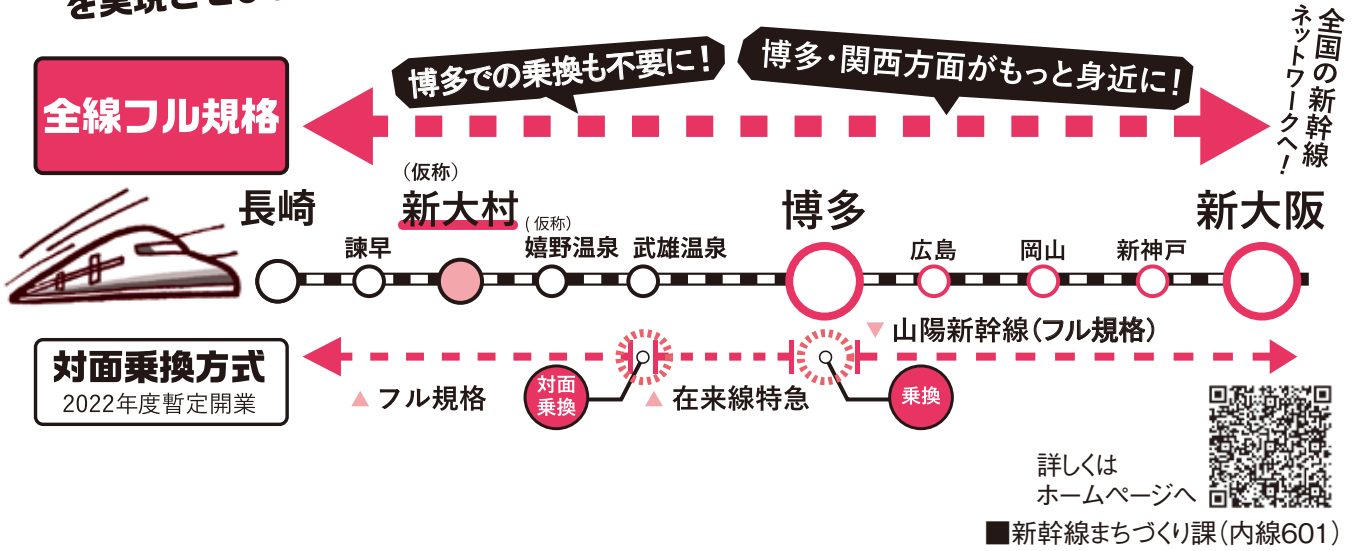 博多での乗換も不要に!
博多・関西方面がもっと身近に!
全国の新幹線
ネットワークへ!
全線フル規格
(仮称)
長崎
新大村
(仮称)
博多
新大阪
諫早
嬉野温泉
武雄温泉
広島
岡山
新神戸
▼山陽新幹線(フル規格)
対面乗換方式
2022年度暫定開業
▲フル規格
対面
乗換
▲在来線特急
乗換
詳しくは
ホームページへ
■新幹線まちづくり課(内線601)